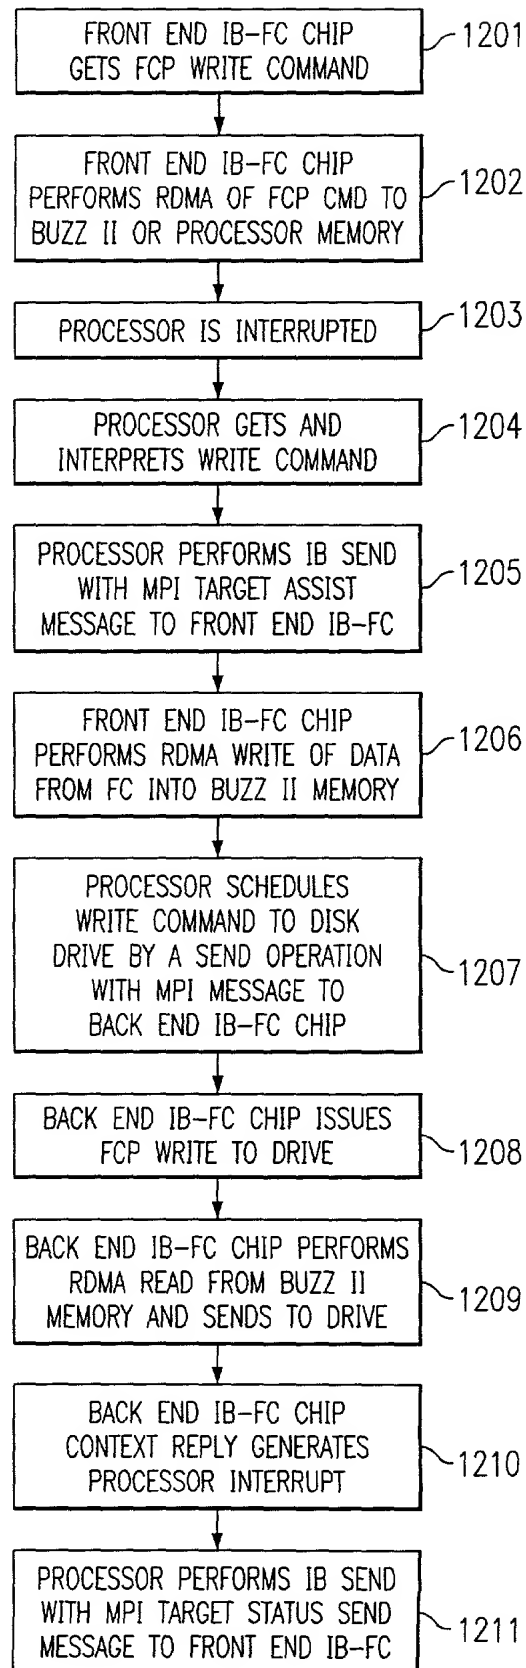 FRONT END IB-FC CHIP
GETS FCP WRITE COMMAND
1201
FRONT END IB-FC CHIP
PERFORMS RDMA OF FCP CMD TO
BUZZ II OR PROCESSOR MEMORY
1202
PROCESSOR IS INTERRUPTED
1203
PROCESSOR GETS AND
INTERPRETS WRITE COMMAND
1204
PROCESSOR PERFORMS IB SEND
WITH MPI TARGET ASSIST
MESSAGE TO FRONT END IB-FC
1205
FRONT END IB-FC CHIP
PERFORMS RDMA WRITE OF DATA
FROM FC INTO BUZZ II MEMORY
1206
PROCESSOR SCHEDULES
WRITE COMMAND TO DISK
DRIVE BY A SEND OPERATION
WITH MPI MESSAGE TO
BACK END IB-FC CHIP
1207
BACK END IB-FC CHIP ISSUES
FCP WRITE TO DRIVE
1208
BACK END IB-FC CHIP PERFORMS
RDMA READ FROM BUZZ II
MEMORY AND SENDS TO DRIVE
1209
BACK END IB-FC CHIP
CONTEXT REPLY GENERATES
PROCESSOR INTERRUPT
1210
PROCESSOR PERFORMS IB SEND
WITH MPI TARGET STATUS SEND
MESSAGE TO FRONT END IB-FC
1211